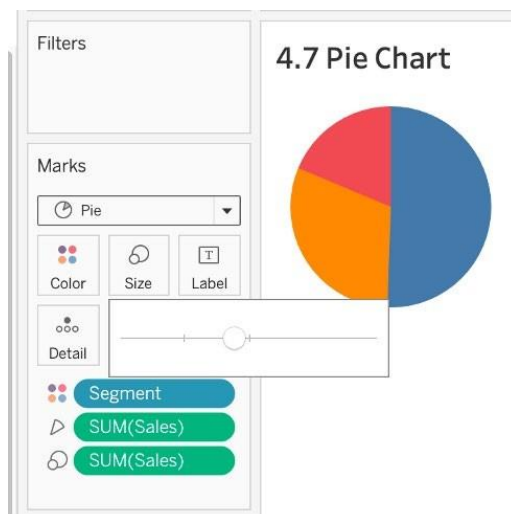 Filters
4.7 Pie Chart
Marks
Pie
Color
Size
T
Label
Detail
Segment
SUM(Sales)
SUM(Sales)